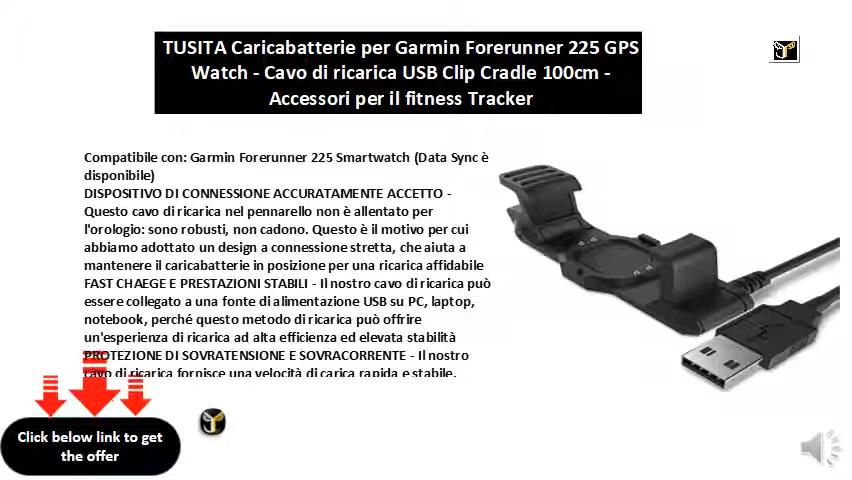 TUSITA Caricabatterie per Garmin Forerunner 225 GPS
Watch - Cavo di ricarica USB Clip Cradle 100cm -
Accessori per il fitness Tracker
Compatibile con: Garmin Forerunner 225 Smartwatch (Data Sync è
disponibile)
DISPOSITIVO DI CONNESSIONE ACCURATAMENTE ACCETTO -
Questo cavo di ricarica nel pennarello non è allentato per
l'orologio: sono robusti, non cadono. Questo è il motivo per cui
abbiamo adottato un design a connessione stretta, che aiuta a
mantenere il caricabatterie in posizione per una ricarica affidabile
FAST CHAEGE E PRESTAZIONI STABILI - Il nostro cavo di ricarica può
essere collegato a una fonte di alimentazione USB su PC, laptop,
notebook, perché questo metodo di ricarica può offrire
un'esperienza di ricarica ad alta efficienza ed elevata stabilità
PROTEZIONE DI SOVRATENSIONE E SOVRACORRENTE - Il nostro
cavo di ricarica fornisce una velocità di carica rapida e stabile.
Click below link to get
the offer